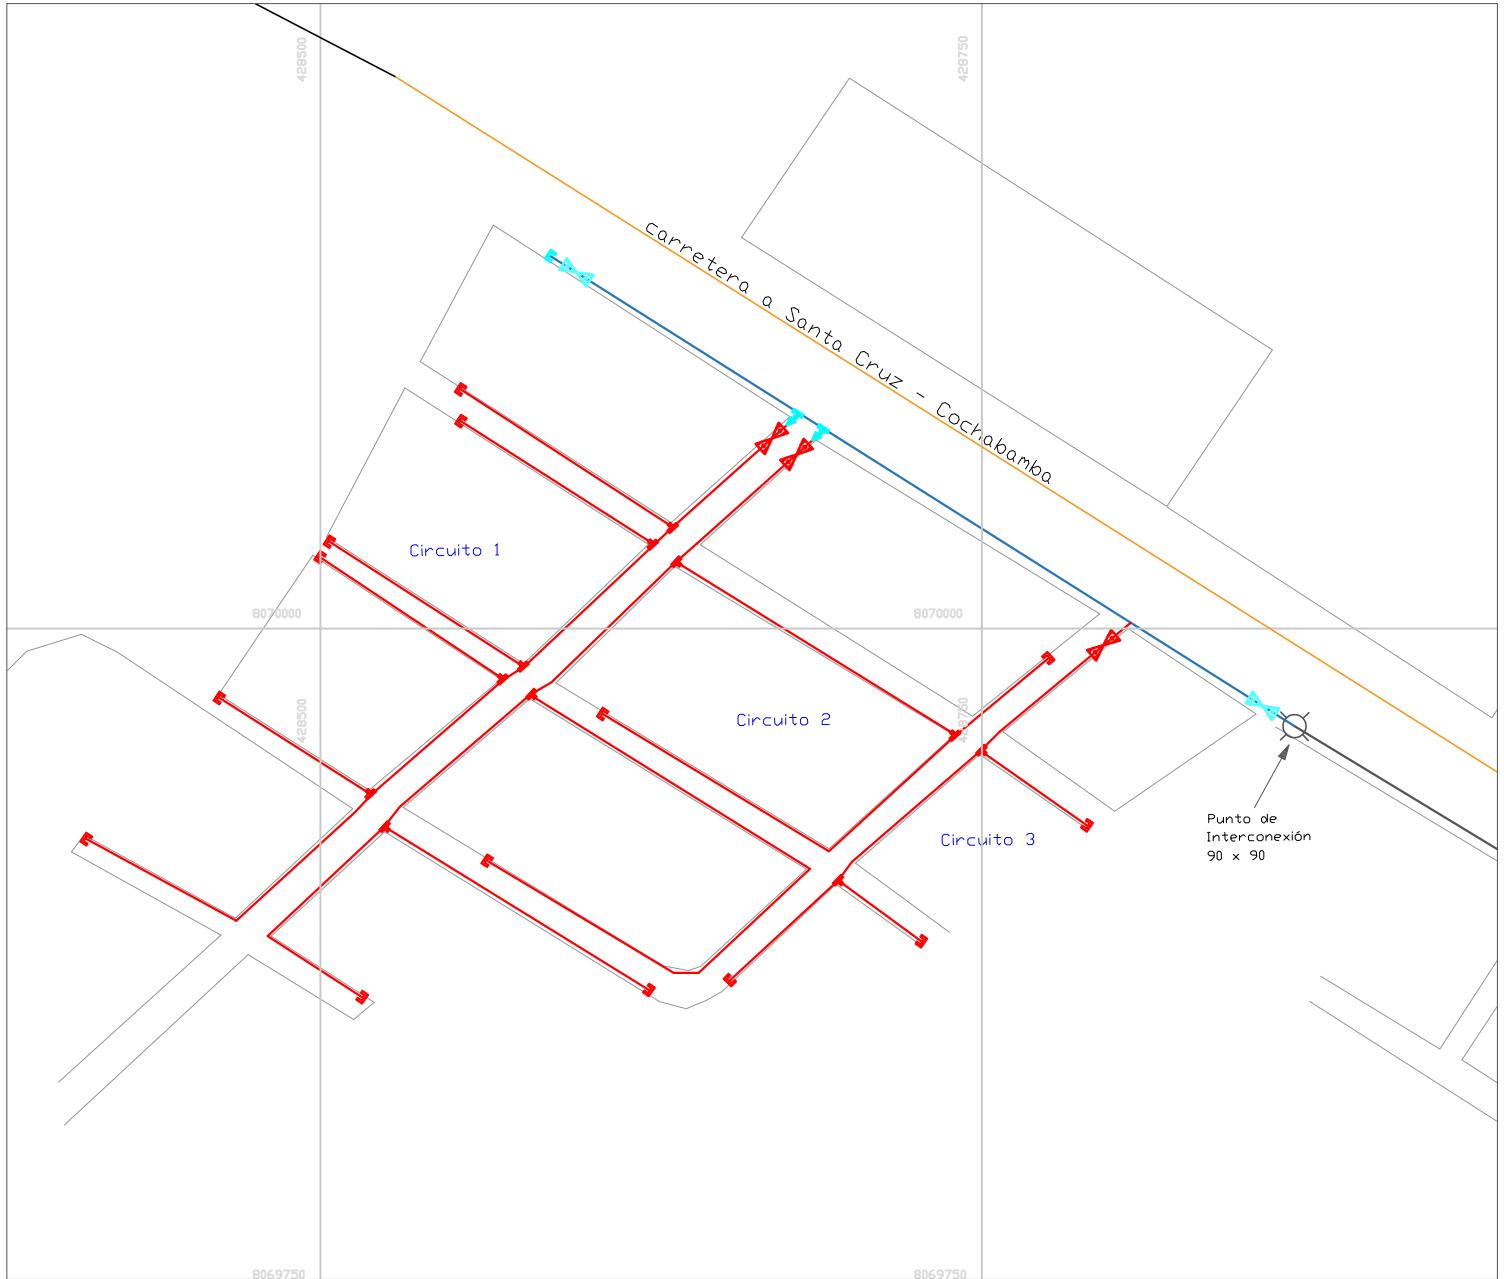 428500
428750
carretera a Santa Cruz - Cochabamba
Circuito 1
8070000
8070000
428500
428750
Circuito 2
Circuito 3
Punto de
Interconexión
90 x 90
8069750
8069750